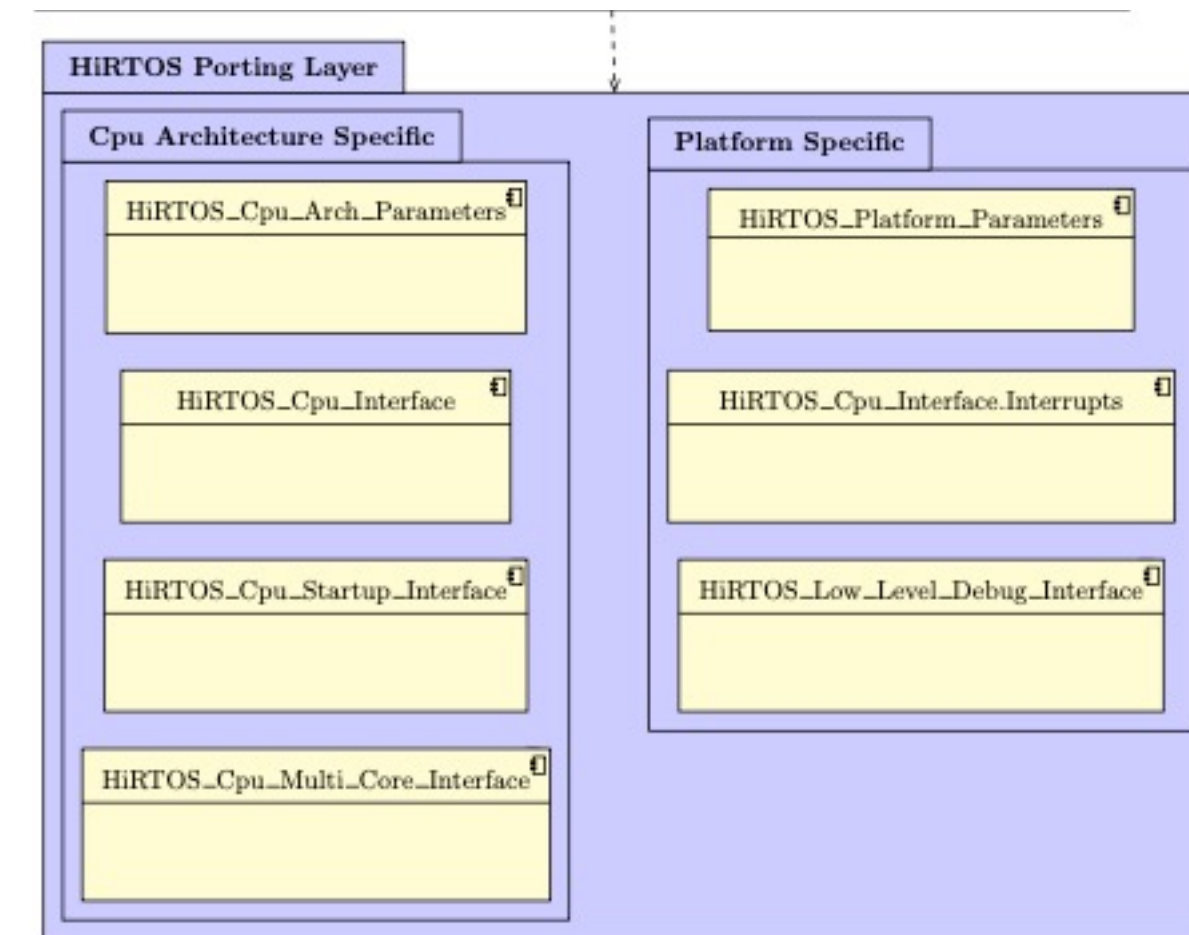 HiRTOS Porting Layer
Cpu Architecture Specific
HiRTOS_Cpu_Arch_Parameters
HiRTOS_Cpu_Interface
HiRTOS_Cpu_Startup_Interface
HiRTOS_Cpu_Multi_Core_Interface
Platform Specific
HiRTOS_Platform_Parameters
HiRTOS_Cpu_Interface.Interrupts
HiRTOS_Low_Level_Debug_Interface